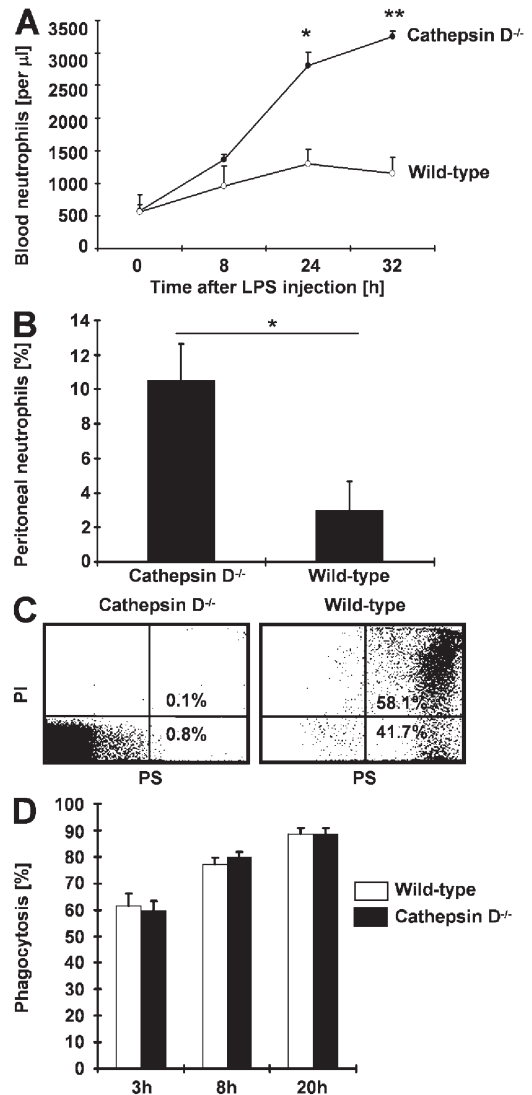 A
Blood neutrophils [per µl]
3500
3000
2500
2000
1500
1000
500
0
*
**
Cathepsin D-/-
Wild-type
0 8 24 32
Time after LPS injection [h]
B
Peritoneal neutrophils [%]
14
12
10
8
6
4
2
0
*
Cathepsin D-/- Wild-type
C
Cathepsin D-/- Wild-type
PI
0.1%
0.8%
58.1%
41.7%
PS PS
D
Phagocytosis [%]
100
90
80
70
60
50
40
30
20
10
0
Wild-type
Cathepsin D-/-
3h 8h 20h